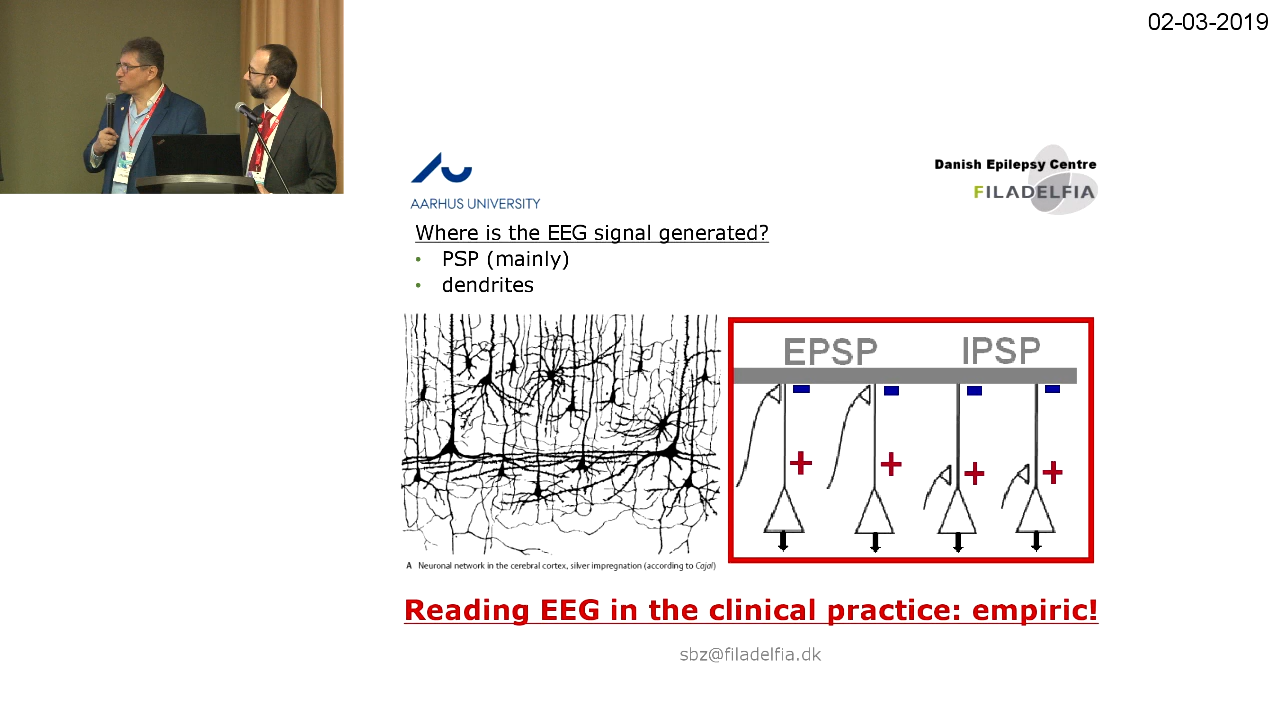 02-03-2019
AARHUS UNIVERSITY
Danish Epilepsy Centre
FILADELFIA
Where is the EEG signal generated?
• PSP (mainly)
• dendrites
EPSP IPSP
+ + + +
A Neuronal network in the cerebral cortex, silver impregnation (according to Cajal)
Reading EEG in the clinical practice: empiric!
sbz@filadelfia.dk